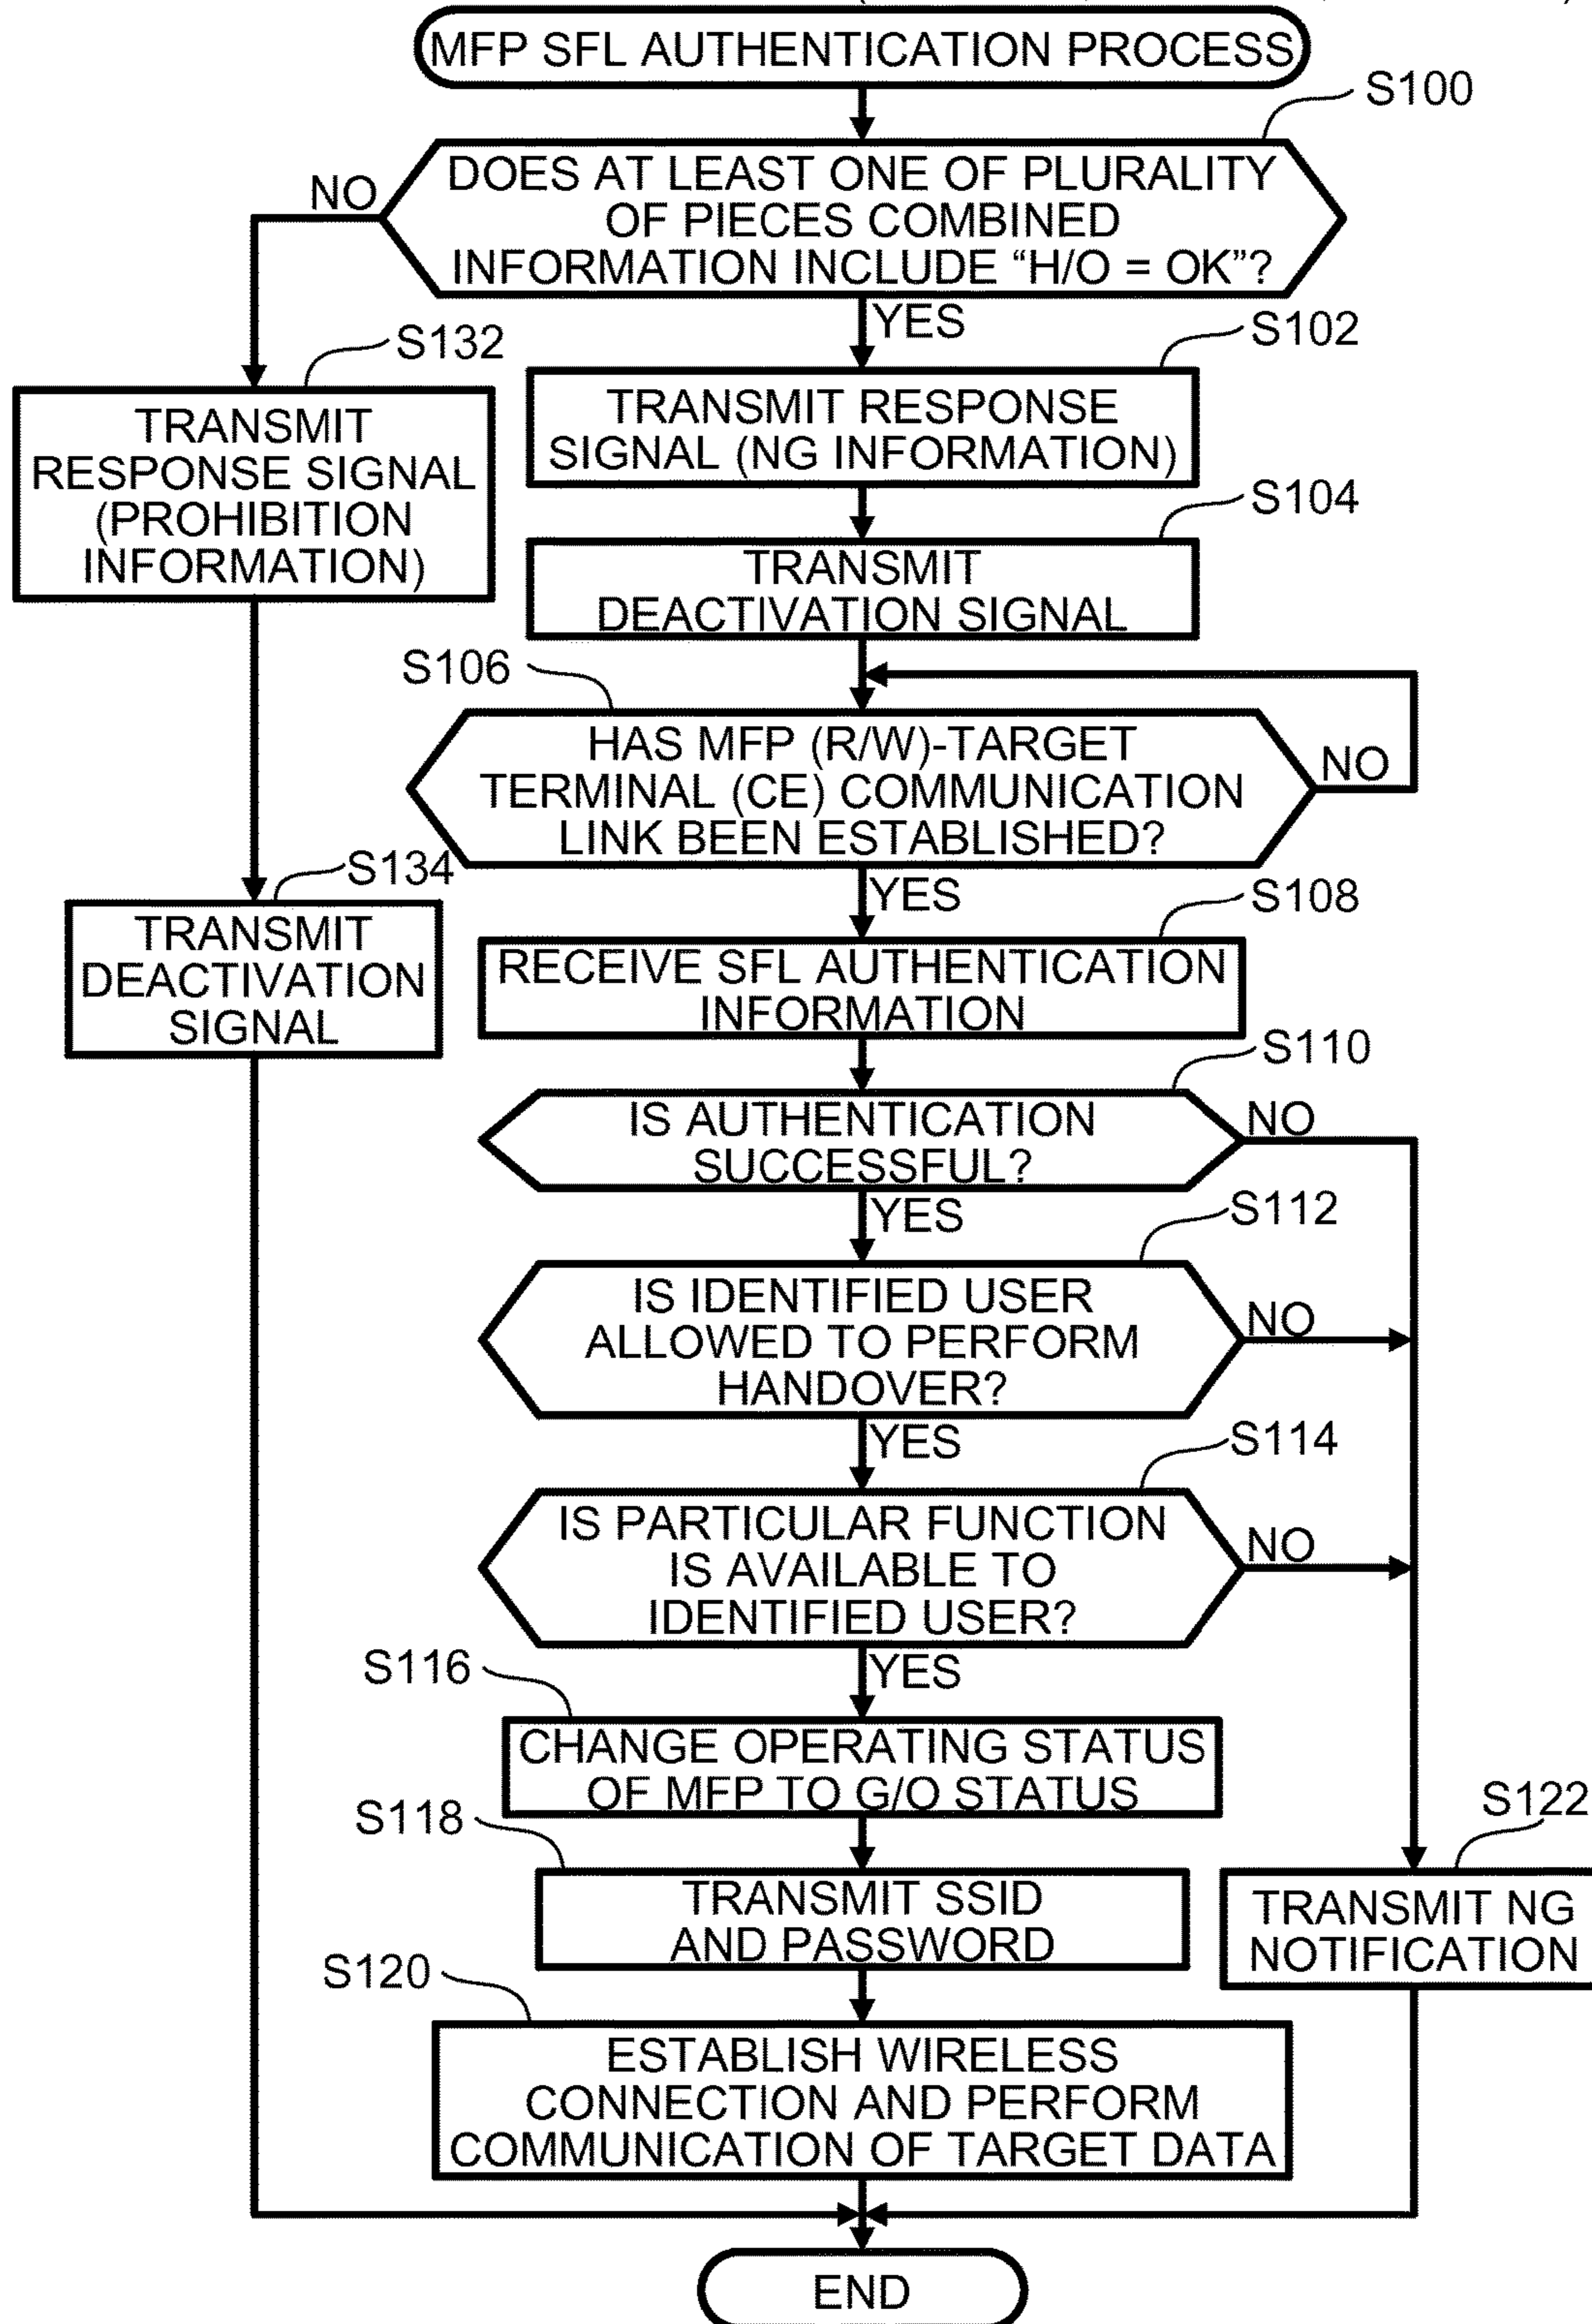 MFP SFL AUTHENTICATION PROCESS
S100
DOES AT LEAST ONE OF PLURALITY
OF PIECES COMBINED
INFORMATION INCLUDE “H/O = OK”?
NO
YES
S132
TRANSMIT
RESPONSE SIGNAL
(PROHIBITION
INFORMATION)
S102
TRANSMIT RESPONSE
SIGNAL (NG INFORMATION)
S104
TRANSMIT
DEACTIVATION SIGNAL
S106
HAS MFP (R/W)-TARGET
TERMINAL (CE) COMMUNICATION
LINK BEEN ESTABLISHED?
NO
YES
S134
TRANSMIT
DEACTIVATION
SIGNAL
S108
RECEIVE SFL AUTHENTICATION
INFORMATION
S110
IS AUTHENTICATION
SUCCESSFUL?
NO
YES
S112
IS IDENTIFIED USER
ALLOWED TO PERFORM
HANDOVER?
NO
YES
S114
IS PARTICULAR FUNCTION
IS AVAILABLE TO
IDENTIFIED USER?
NO
YES
S116
CHANGE OPERATING STATUS
OF MFP TO G/O STATUS
S118
TRANSMIT SSID
AND PASSWORD
S122
TRANSMIT NG
NOTIFICATION
S120
ESTABLISH WIRELESS
CONNECTION AND PERFORM
COMMUNICATION OF TARGET DATA
END